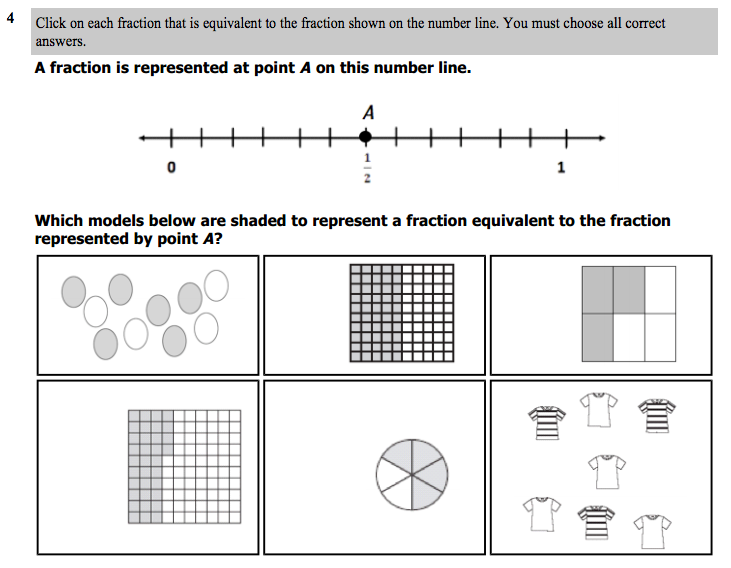 4
Click on each fraction that is equivalent to the fraction shown on the number line. You must choose all correct
answers.
A fraction is represented at point A on this number line.
A
0
1
2
1
Which models below are shaded to represent a fraction equivalent to the fraction
represented by point A?